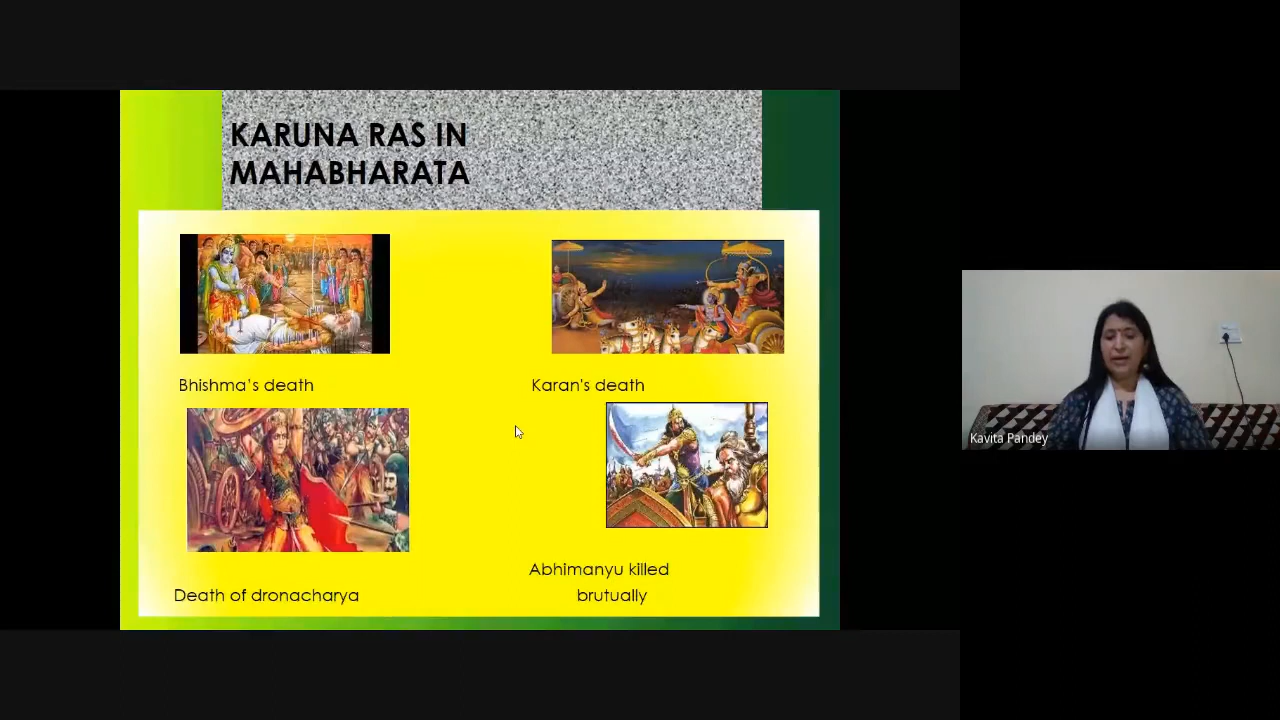 KARUNA RAS IN
MAHABHARATA
Bhishma's death
Karan's death
Death of dronacharya
Abhimanyu killed
brutually
Kavita Pandey